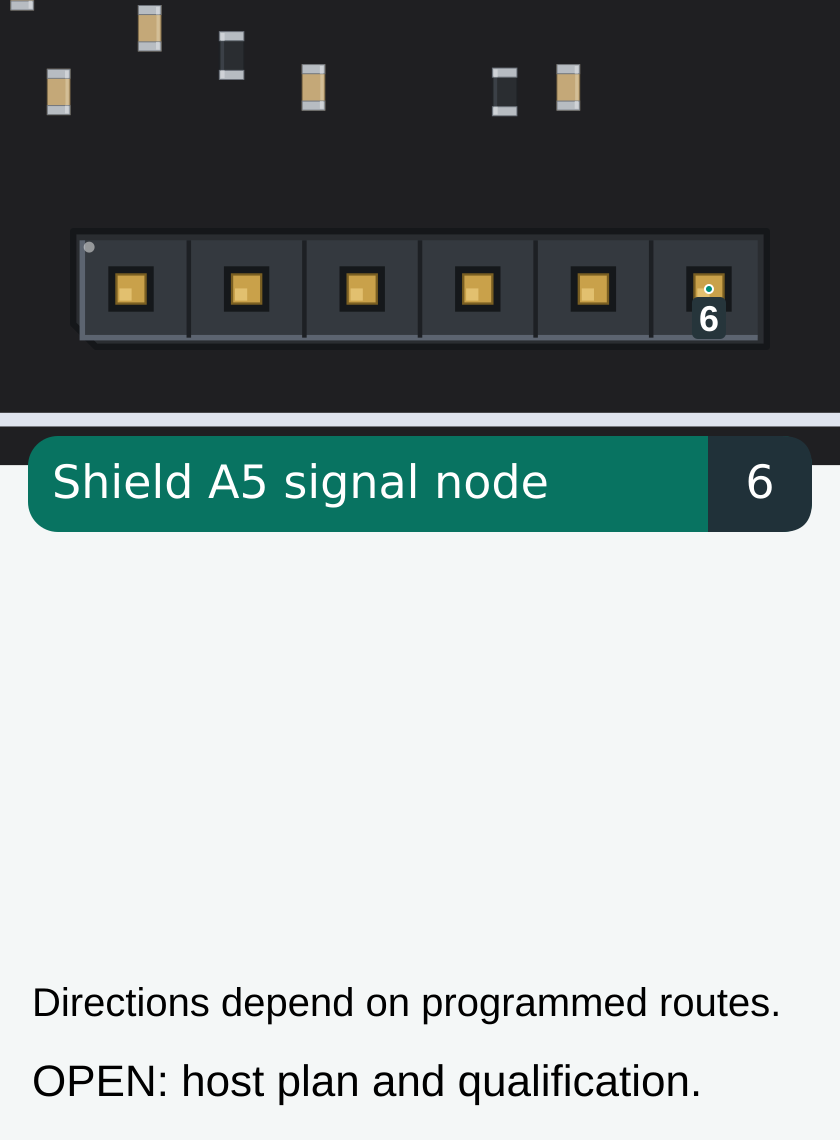 6
Shield A5 signal node 6
Directions depend on programmed routes.
OPEN: host plan and qualification.